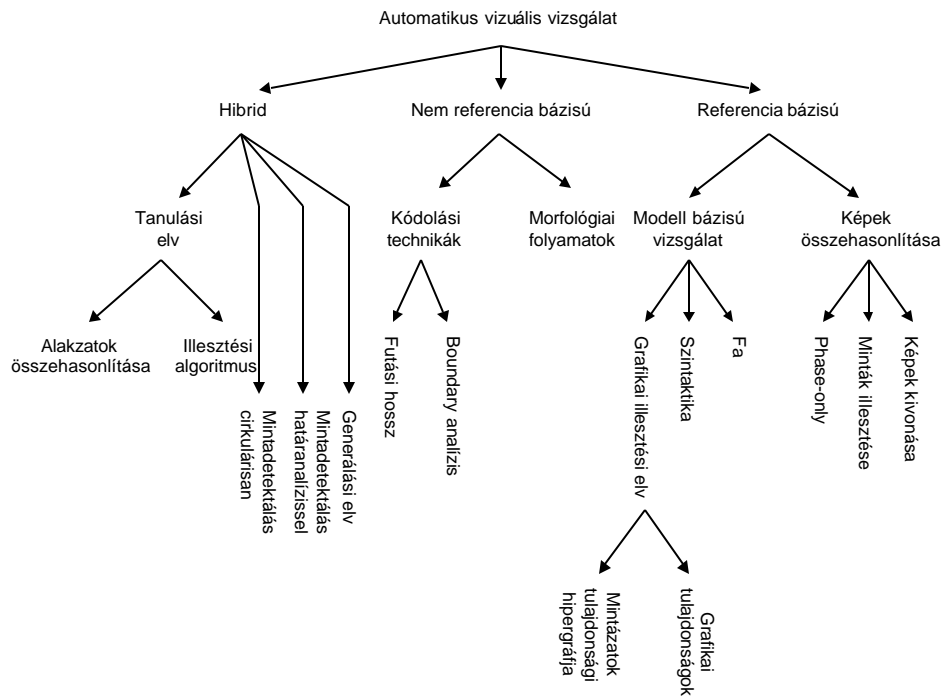 Automatikus vizuális vizsgálat
Hibrid
Nem referencia bázisú
Referencia bázisú
Tanulási
elv
Kódolási
technikák
Morfológiai
folyamatok
Modell bázisú
vizsgálat
Képek
összehasonlítása
Alakzatok
összehasonlítása
Illesztési
algoritmus
Mintadetektálás
cirkulárisan
Mintadetektálás
határanalízissel
Generálási elv
Futási hossz
Boundary analízis
Grafikai illesztési elv
Szintaktika
Fa
Phase-only
Minták illesztése
Képek kivonása
Mintázatok
tulajdonsági
hipergráfja
Grafikai
tulajdonságok